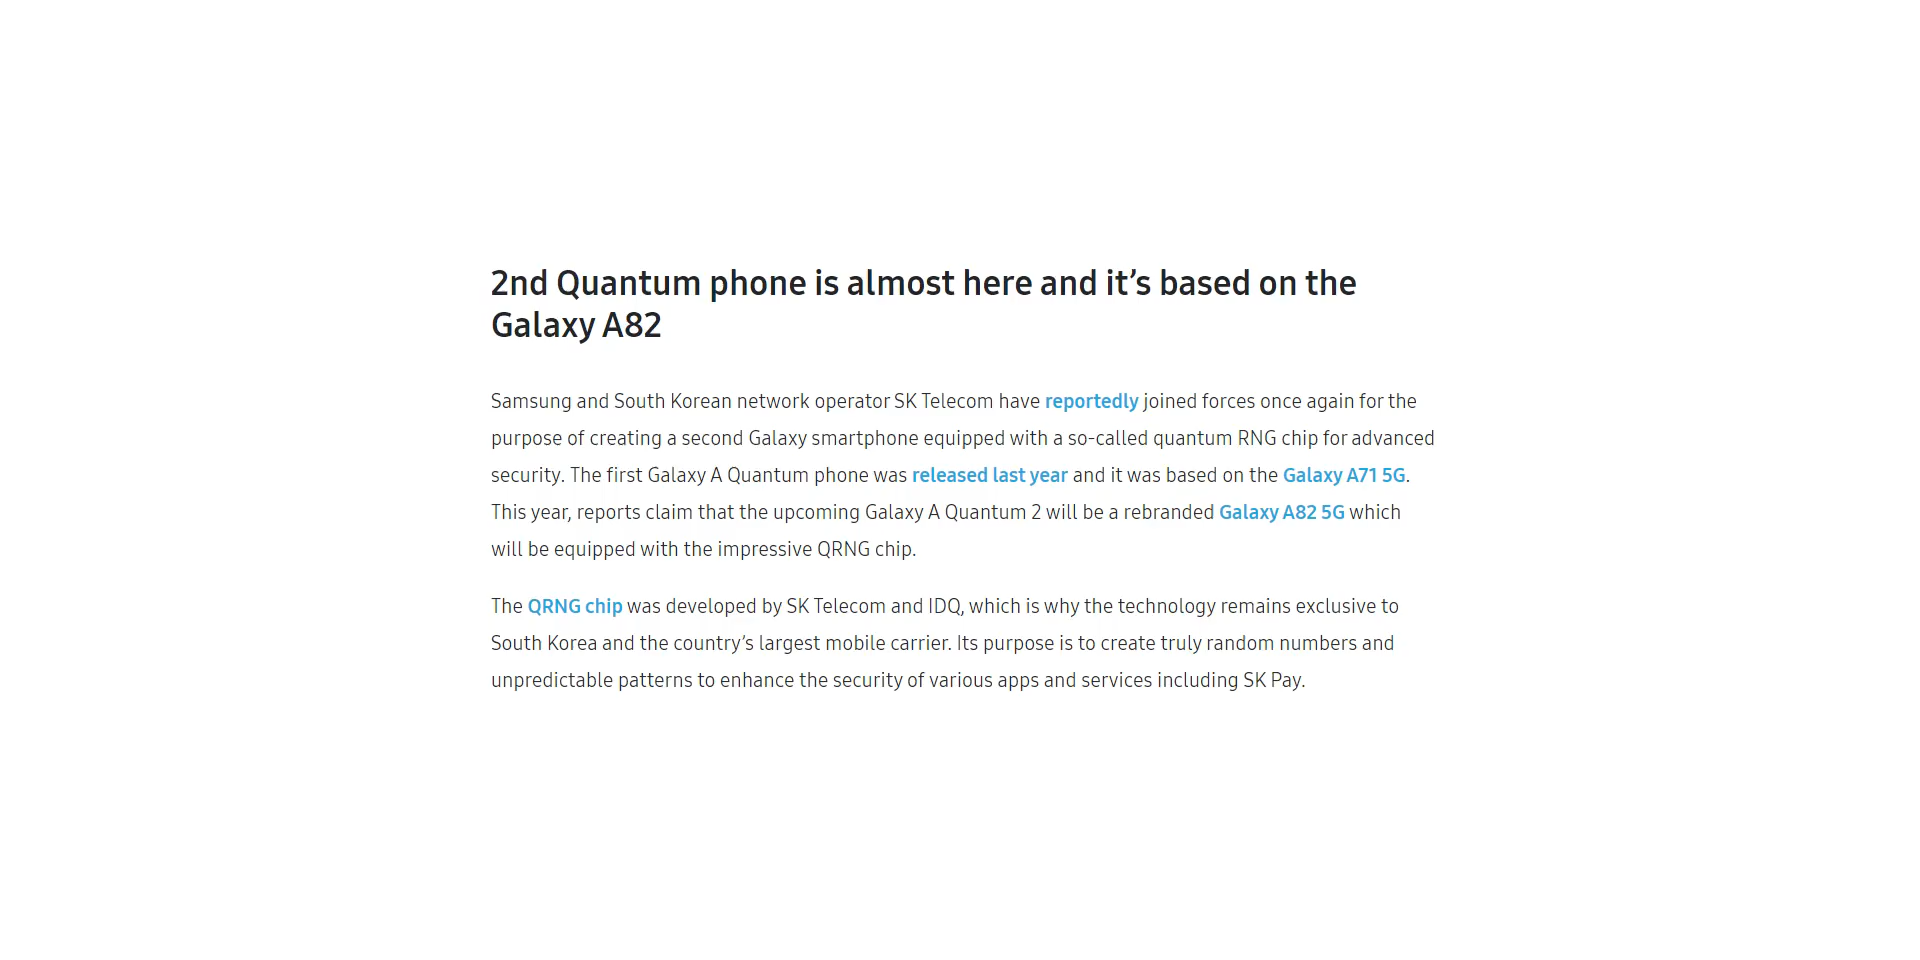 2nd Quantum phone is almost here and it’s based on the
Galaxy A82
Samsung and South Korean network operator SK Telecom have reportedly joined forces once again for the
purpose of creating a second Galaxy smartphone equipped with a so-called quantum RNG chip for advanced
security. The first Galaxy A Quantum phone was released last year and it was based on the Galaxy A71 5G.
This year, reports claim that the upcoming Galaxy A Quantum 2 will be a rebranded Galaxy A82 5G which
will be equipped with the impressive QRNG chip.
The QRNG chip was developed by SK Telecom and IDQ, which is why the technology remains exclusive to
South Korea and the country’s largest mobile carrier. Its purpose is to create truly random numbers and
unpredictable patterns to enhance the security of various apps and services including SK Pay.